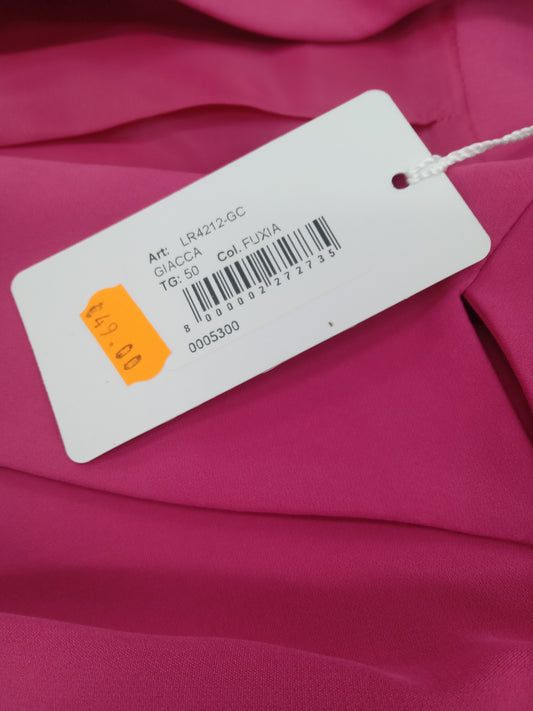 Art: LR4212-GC
GIACCA
TG: 50 Col. FUXIA
8 000002 272735
0005300
€49.00